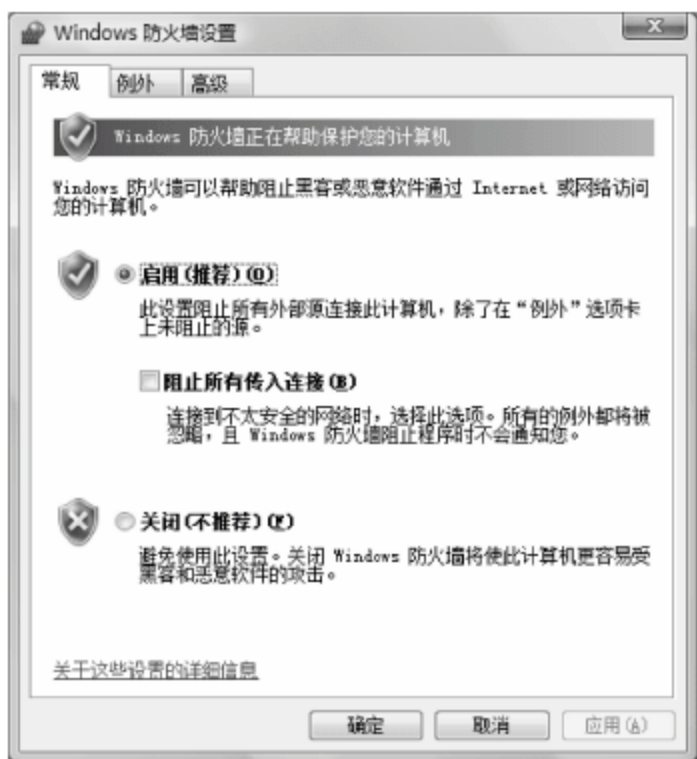 Windows 防火墙设置
常规 例外 高级
Windows 防火墙正在帮助保护您的计算机
Windows 防火墙可以帮助阻止黑客或恶意软件通过 Internet 或网络访问
您的计算机。
启用(推荐)(O)
此设置阻止所有外部源连接此计算机，除了在“例外”选项卡
上未阻止的源。
阻止所有传入连接(B)
连接到不太安全的网络时，选择此选项。所有的例外都将被
忽略，且 Windows 防火墙阻止程序时不会通知您。
关闭(不推荐)(F)
避免使用此设置。关闭 Windows 防火墙将使此计算机更容易受
黑客和恶意软件的攻击。
关于这些设置的详细信息
确定 取消 应用(A)